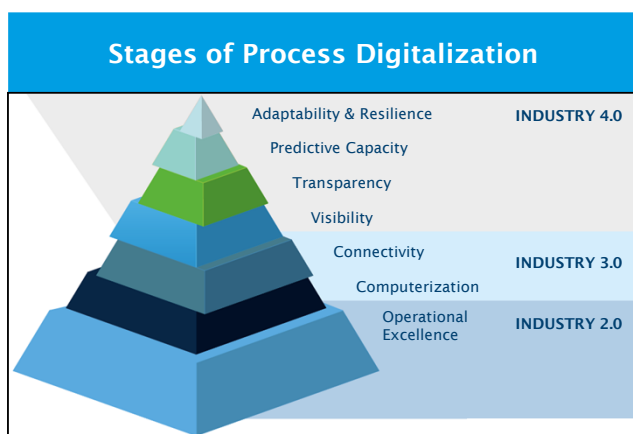 Stages of Process Digitalization
Adaptability & Resilience
INDUSTRY 4.0
Predictive Capacity
Transparency
Visibility
Connectivity
INDUSTRY 3.0
Computerization
Operational
Excellence
INDUSTRY 2.0